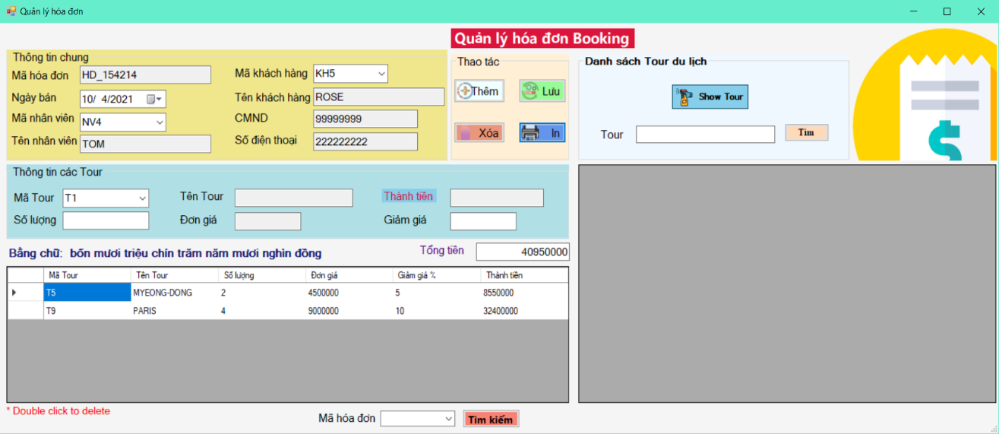 Quản lý hóa đơn
Quản lý hóa đơn Booking
Thông tin chung
Mã hóa đơn HD_154214
Ngày bán 10/ 4/2021
Mã nhân viên NV4
Tên nhân viên TOM
Mã khách hàng KH5
Tên khách hàng ROSE
CMND 99999999
Số điện thoại 222222222
Thao tác
Thêm Lưu
Xóa In
Danh sách Tour du lịch
Show Tour
Tour Tìm
Thông tin các Tour
Mã Tour T1 Tên Tour Thành tiền
Số lượng Đơn giá Giảm giá
Bằng chữ: bốn mươi triệu chín trăm năm mươi nghìn đồng Tổng tiền 40950000
Mã Tour Tên Tour Số lượng Đơn giá Giảm giá % Thành tiền
T5 MYEONG-DONG 2 4500000 5 8550000
T9 PARIS 4 9000000 10 32400000
* Double click to delete
Mã hóa đơn Tìm kiếm